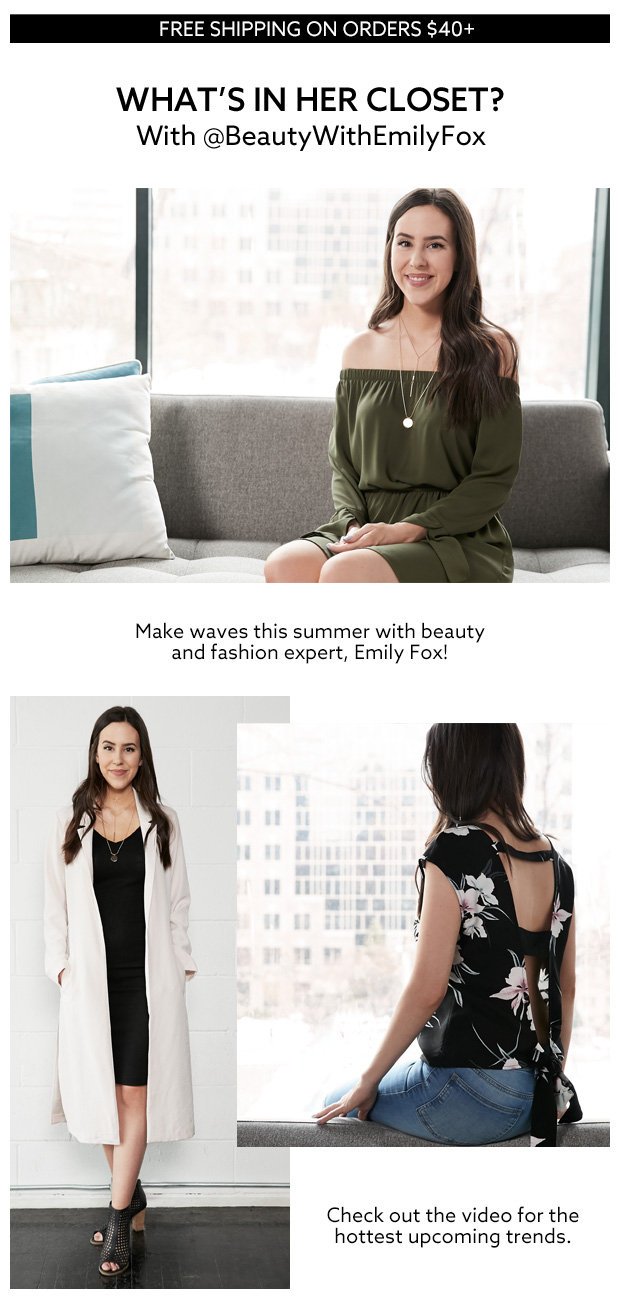 FREE SHIPPING ON ORDERS $40+
WHAT'S IN HER CLOSET?
With @BeautyWithEmilyFox
Make waves this summer with beauty
and fashion expert, Emily Fox!
Check out the video for the
hottest upcoming trends.